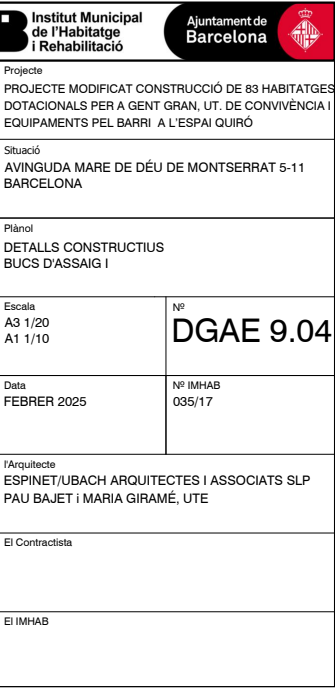 Institut Municipal
de l'Habitatge
i Rehabilitació
Ajuntament de
Barcelona
Projecte
PROJECTE MODIFICAT CONSTRUCCIÓ DE 83 HABITATGES
DOTACIONALS PER A GENT GRAN, UT. DE CONVIVÈNCIA I
EQUIPAMENTS PEL BARRI A L'ESPAI QUIRÓ
Situació
AVINGUDA MARE DE DÉU DE MONTSERRAT 5-11
BARCELONA
Plànol
DETALLS CONSTRUCTIUS
BUCS D'ASSAIG I
Escala
A3 1/20
A1 1/10
Nº
DGAE 9.04
Data
FEBRER 2025
Nº IMHAB
035/17
l'Arquitecte
ESPINET/UBACH ARQUITECTES I ASSOCIATS SLP
PAU BAJET i MARIA GIRAMÉ, UTE
El Contractista
El IMHAB